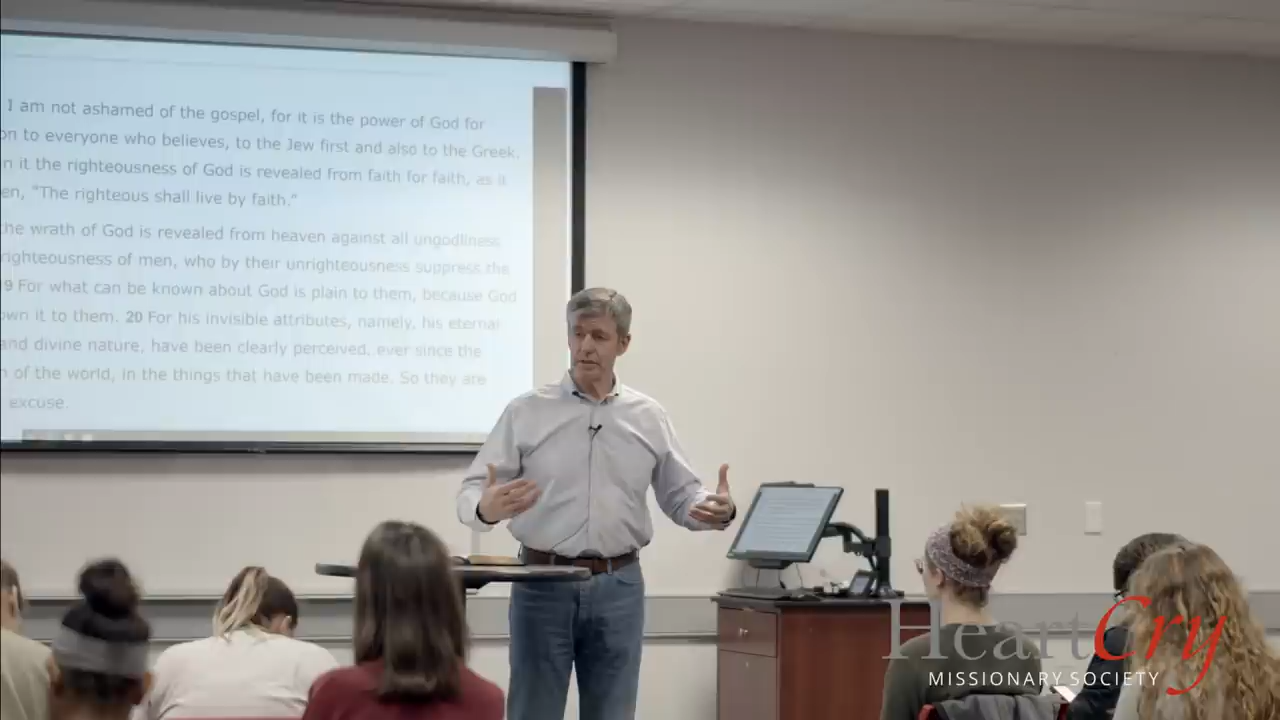 I am not ashamed of the gospel, for it is the power of God for
on to everyone who believes, to the Jew first and also to the Greek.
n it the righteousness of God is revealed from faith for faith, as it
en, "The righteous shall live by faith."
the wrath of God is revealed from heaven against all ungodliness
righteousness of men, who by their unrighteousness suppress the
9 For what can be known about God is plain to them, because God
own it to them. 20 For his invisible attributes, namely, his eternal
and divine nature, have been clearly perceived, ever since the
n of the world, in the things that have been made. So they are
excuse.
HeartCry
MISSIONARY SOCIETY